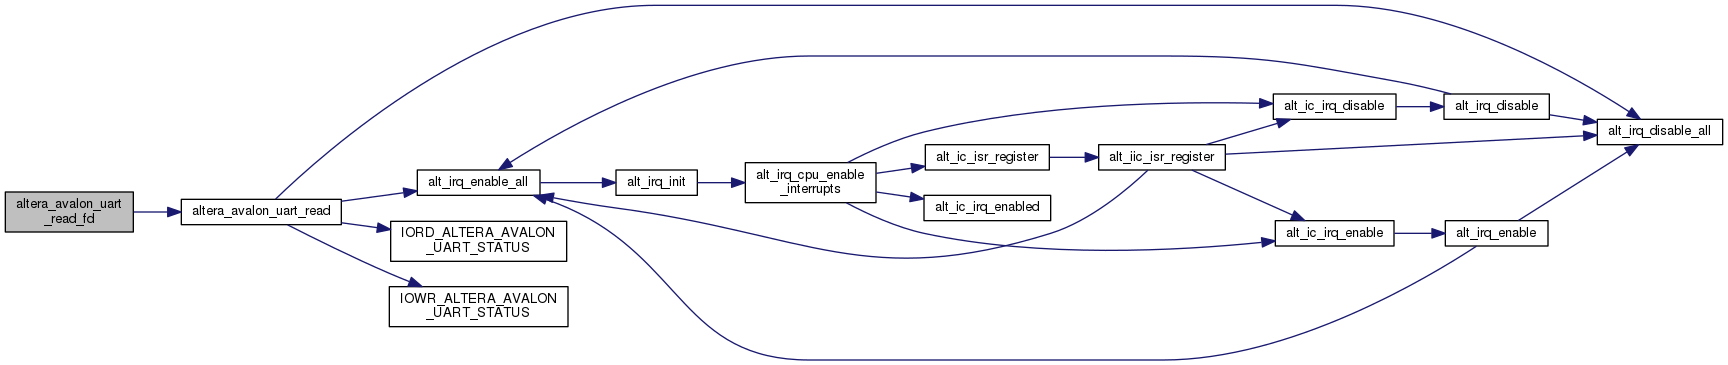 altera_avalon_uart
_read_fd
altera_avalon_uart_read
alt_irq_enable_all
IORD_ALTERA_AVALON
_UART_STATUS
IOWR_ALTERA_AVALON
_UART_STATUS
alt_irq_init
alt_irq_cpu_enable
_interrupts
alt_ic_isr_register
alt_ic_irq_enabled
alt_iic_isr_register
alt_ic_irq_disable
alt_ic_irq_enable
alt_irq_disable
alt_irq_enable
alt_irq_disable_all